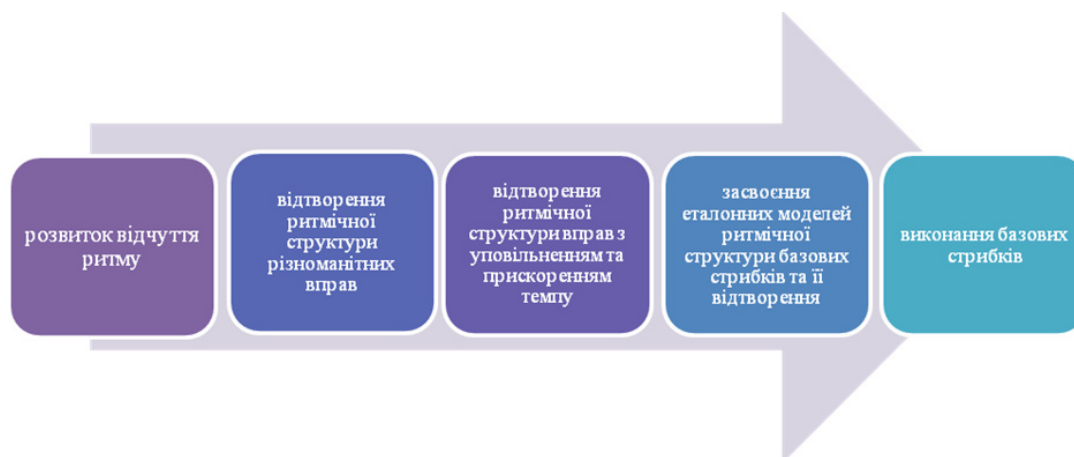 розвиток відчуття
ритму
відтворення
ритмічної
структури
різноманітних
вправ
відтворення
ритмічної
структури вправ з
уповільненням та
прискоренням
темпу
засвоєння
еталонних моделей
ритмічної
структури базових
стрибків та її
відтворення
виконання базових
стрибків